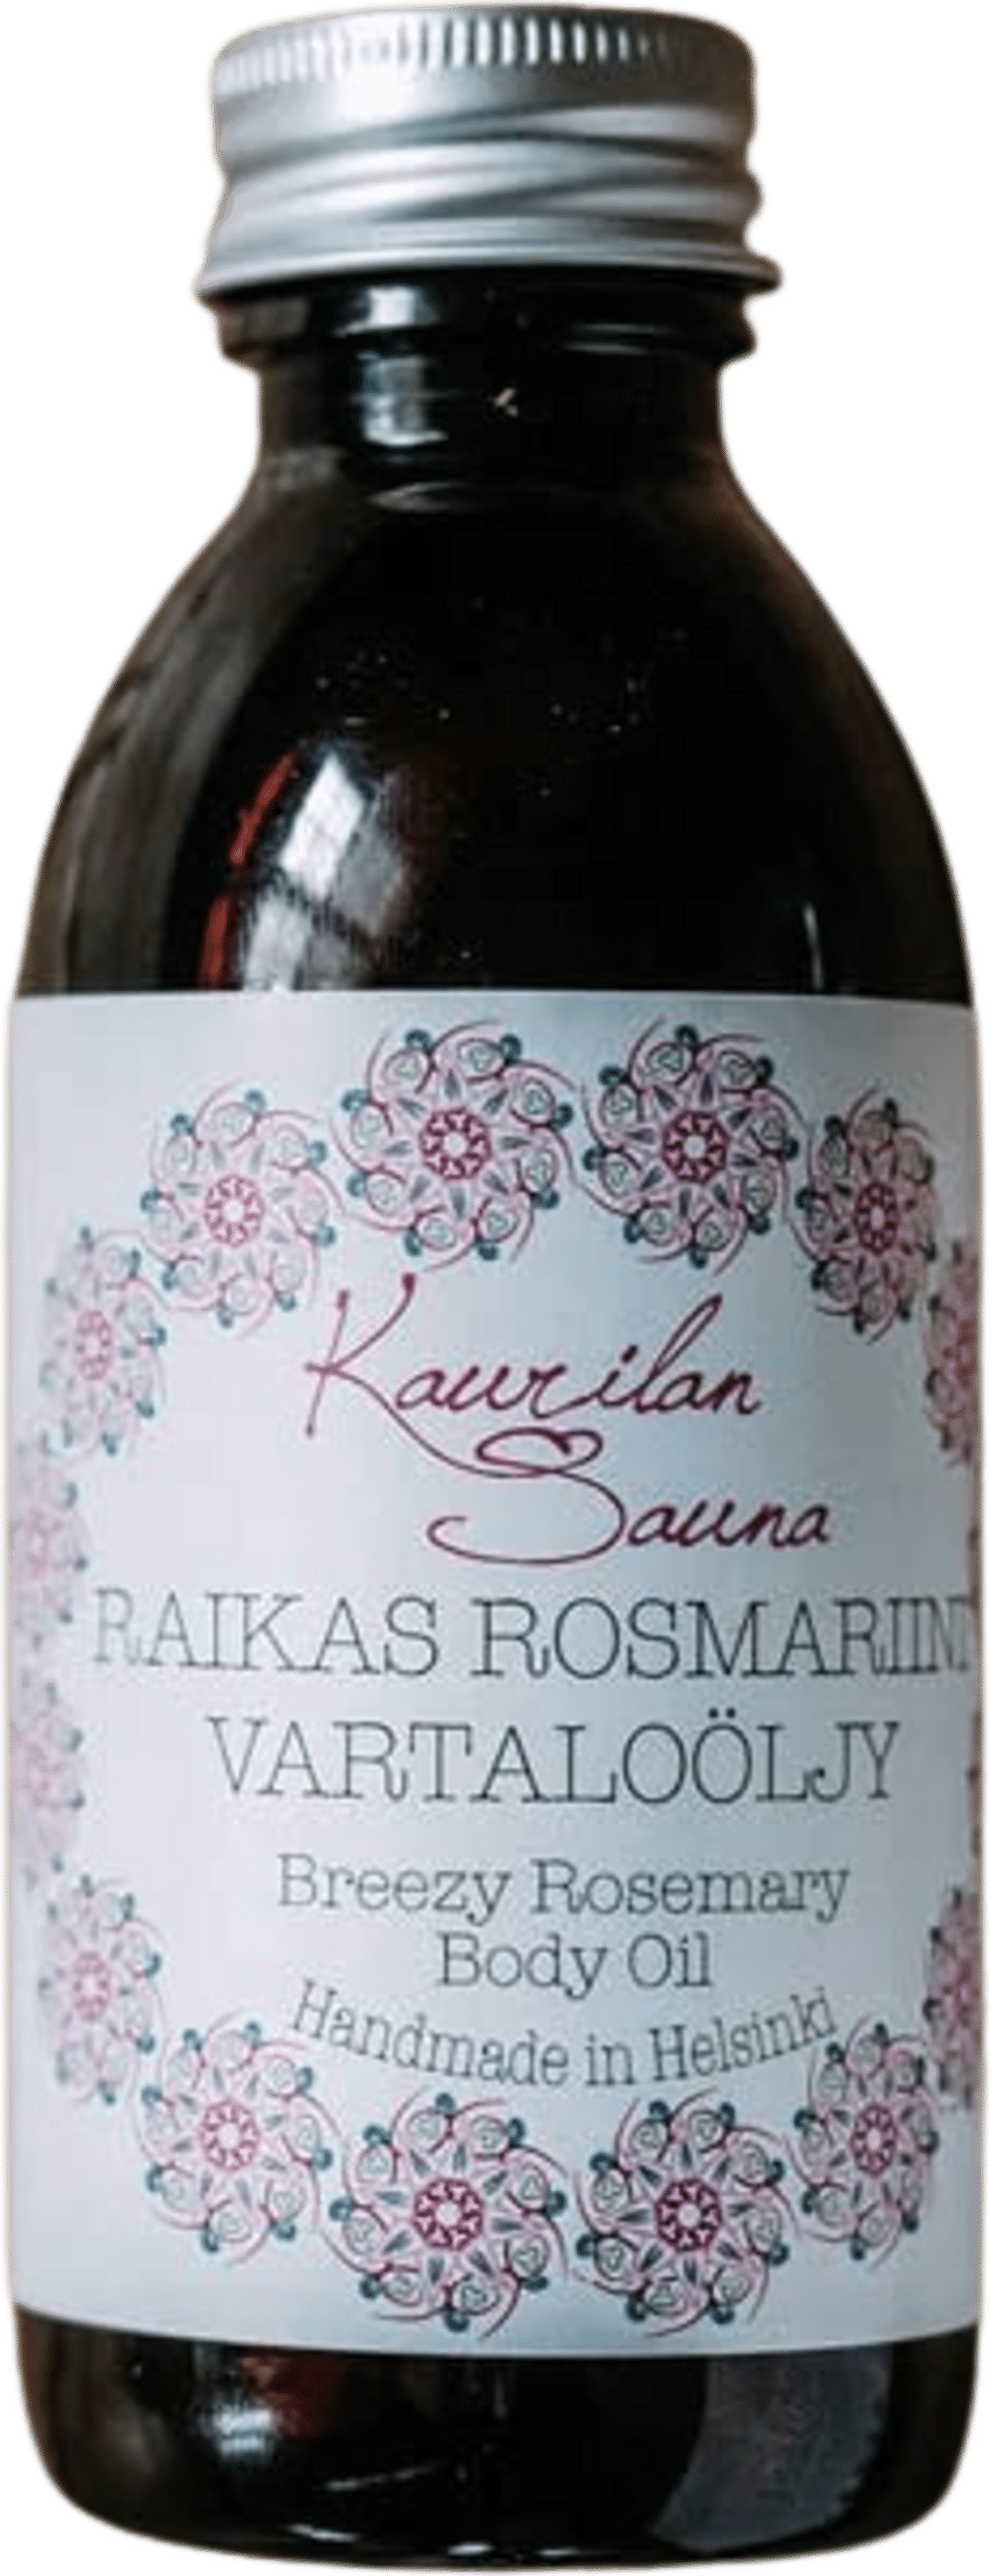 Kaurilan
Sauna
RAIKAS ROSMARIINI
VARTALOÖLJY
Breezy Rosemary
Body Oil
Handmade in Helsinki